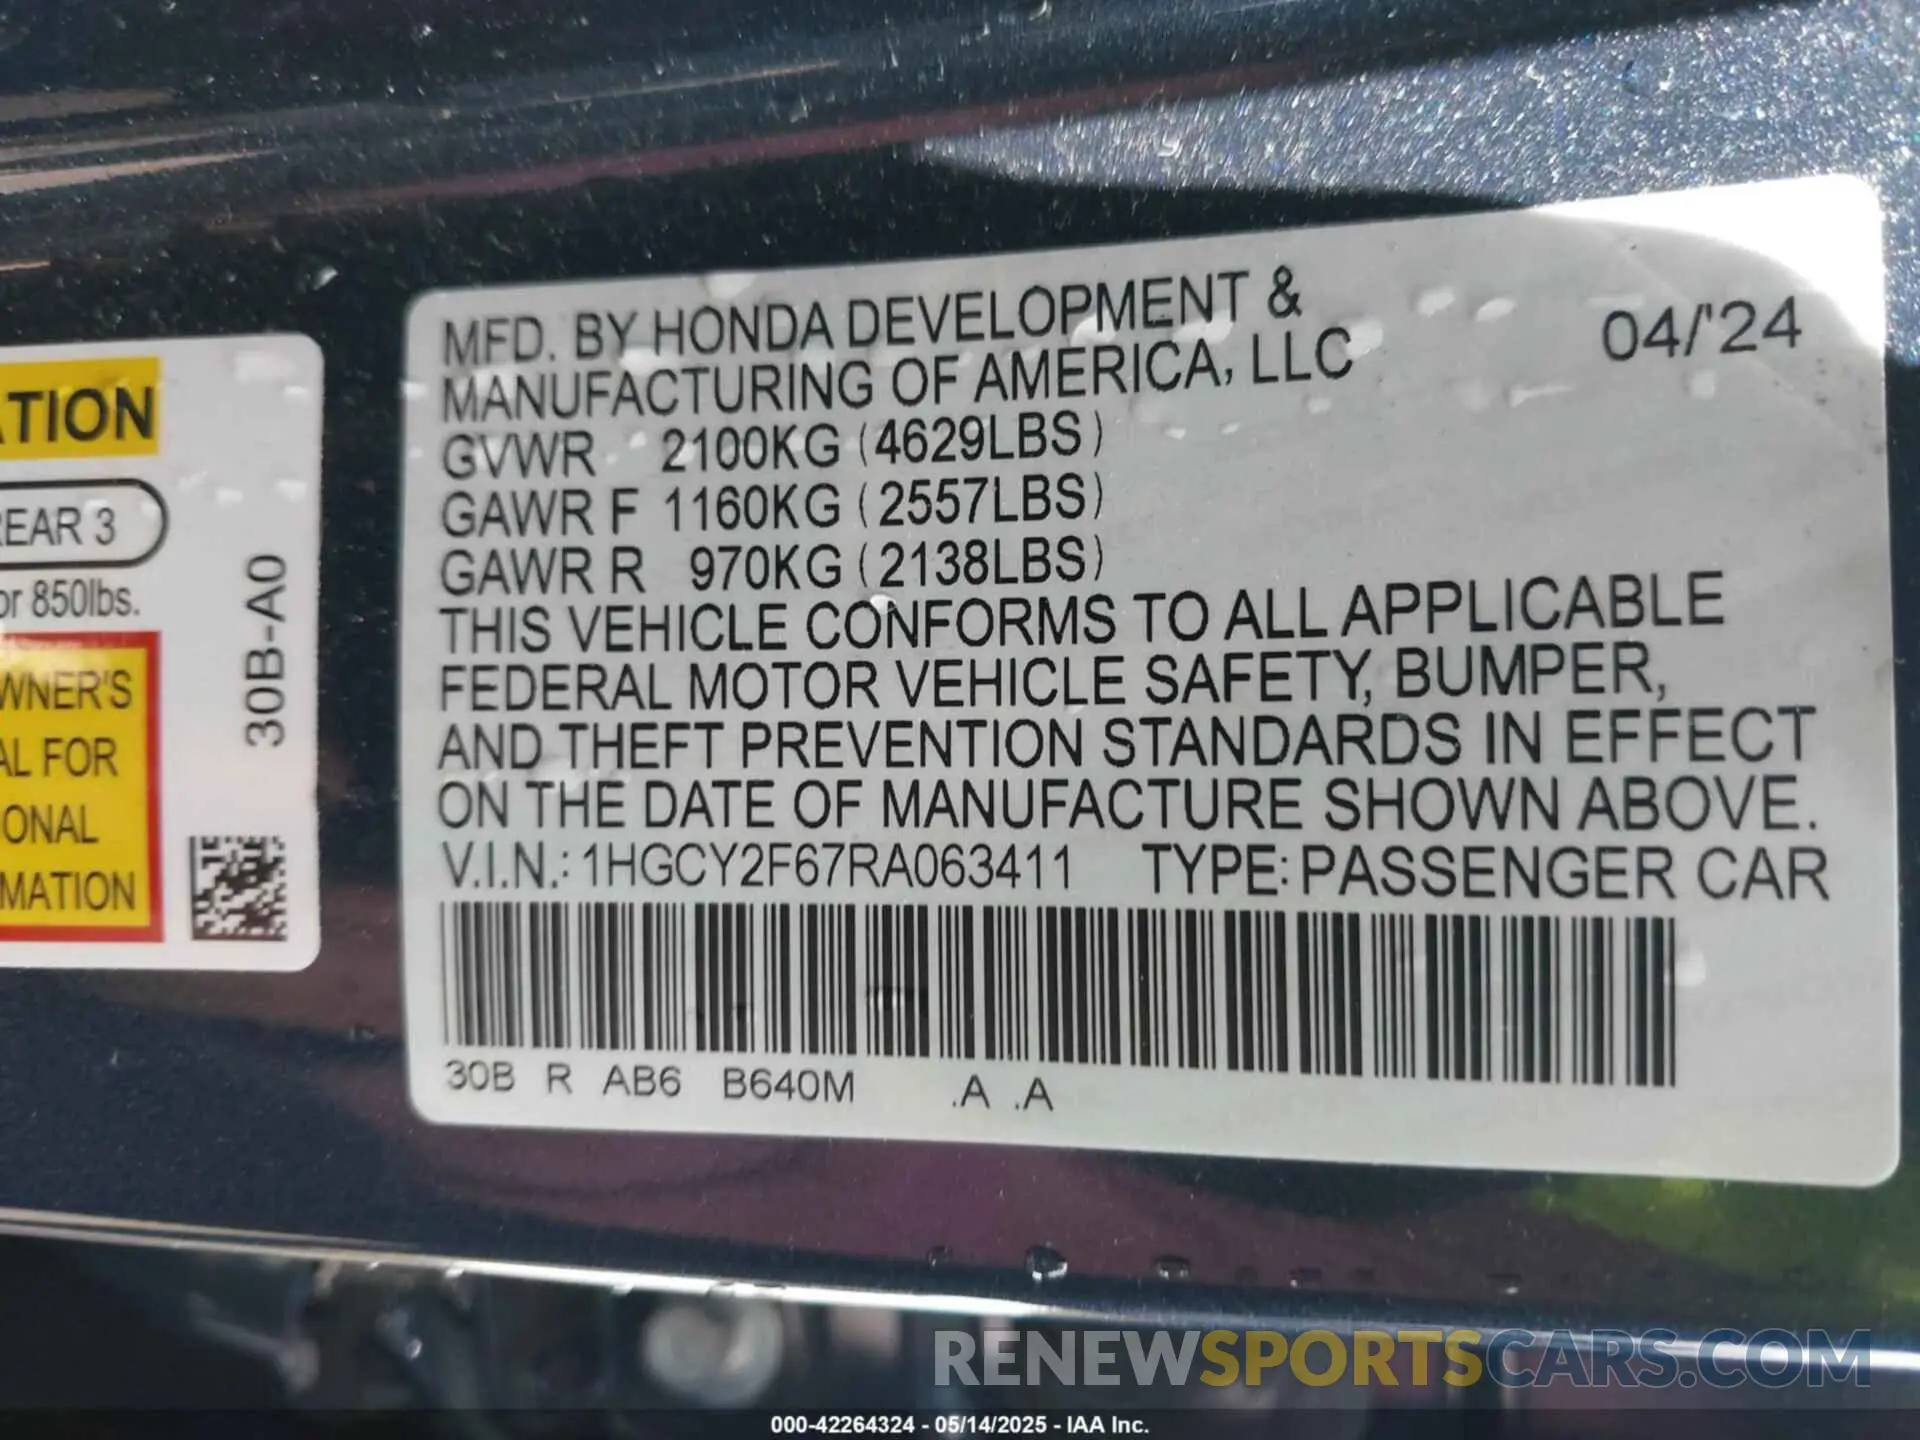 ATION
REAR 3
or 850lbs.
OWNER'S
AL FOR
IONAL
MATION
30B-A0
MFD. BY HONDA DEVELOPMENT &
MANUFACTURING OF AMERICA, LLC
04/'24
GVWR 2100KG (4629LBS)
GAWR F 1160KG (2557LBS)
GAWR R 970KG (2138LBS)
THIS VEHICLE CONFORMS TO ALL APPLICABLE
FEDERAL MOTOR VEHICLE SAFETY, BUMPER,
AND THEFT PREVENTION STANDARDS IN EFFECT
ON THE DATE OF MANUFACTURE SHOWN ABOVE.
V.I.N.: 1HGCY2F67RA063411 TYPE: PASSENGER CAR
30B R AB6 B640M .A .A
RENEWSPORTSCARS.COM
000-42264324 - 05/14/2025 - IAA Inc.